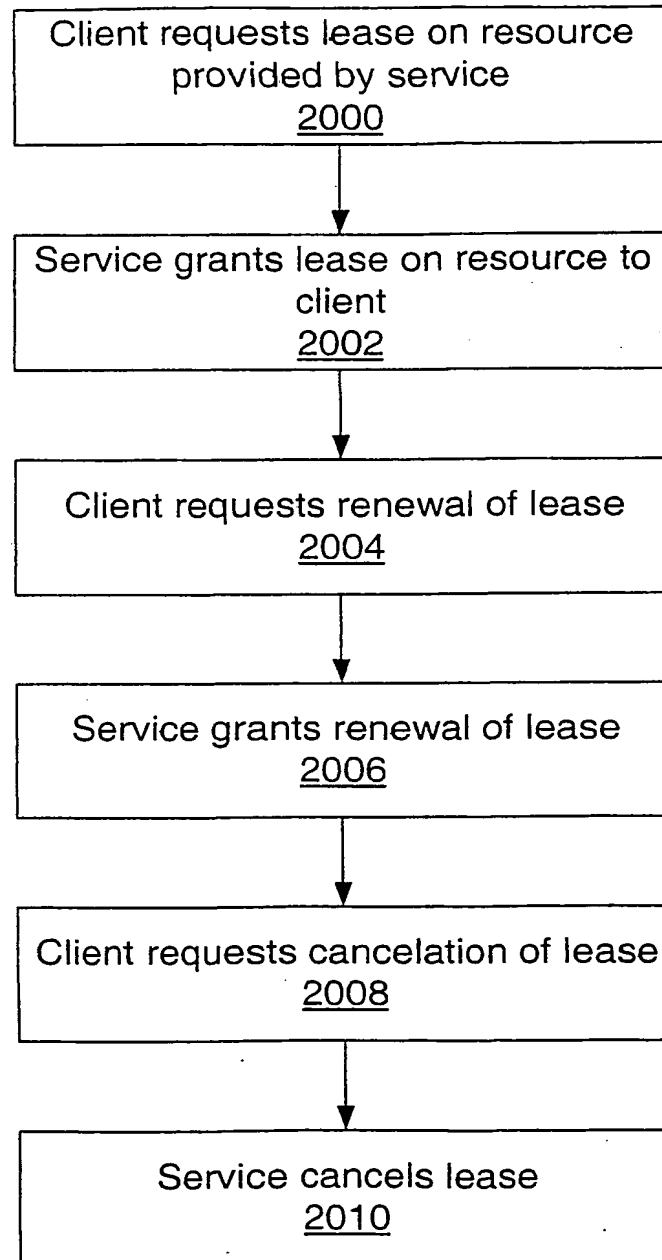 Client requests lease on resource
provided by service
2000
Service grants lease on resource to
client
2002
Client requests renewal of lease
2004
Service grants renewal of lease
2006
Client requests cancelation of lease
2008
Service cancels lease
2010